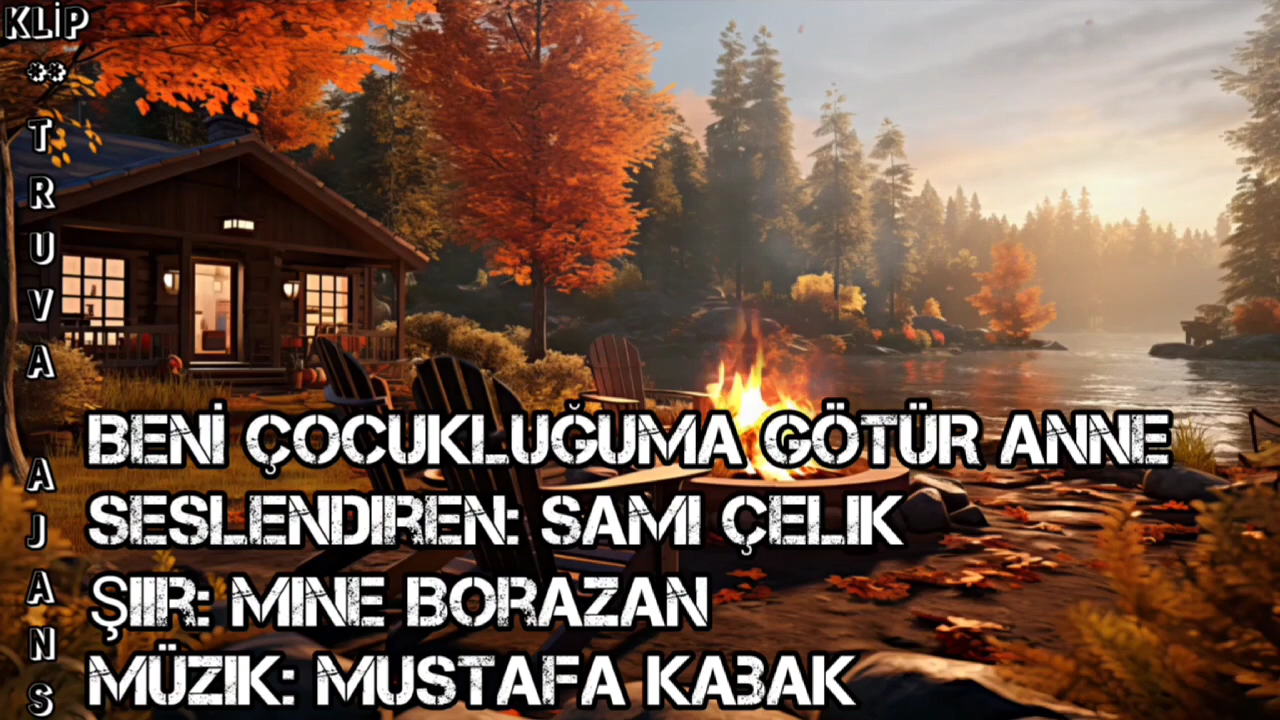 KLİP
**
TRUVA AJANS
BENİ ÇOCUKLUĞUMA GÖTÜR ANNE
SESLENDIREN: SAMI ÇELIK
ŞIIR: MINE BORAZAN
MÜZIK: MUSTAFA KABAK